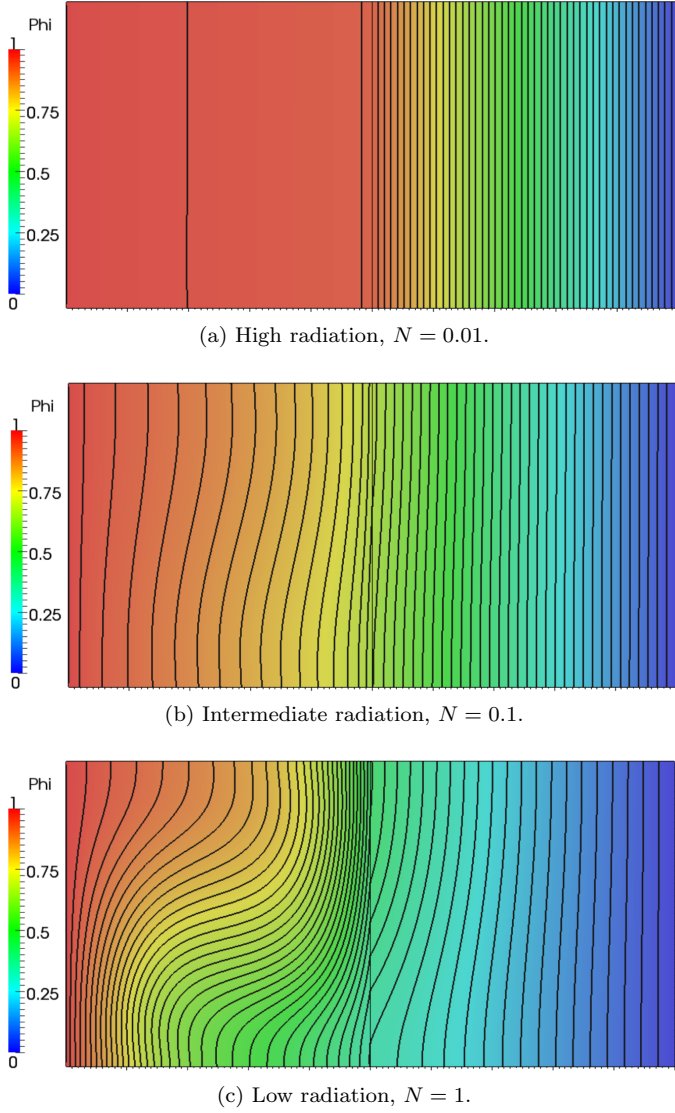 Phi
1
0.75
0.5
0.25
0
(a) High radiation, N = 0.01.
Phi
1
0.75
0.5
0.25
0
(b) Intermediate radiation, N = 0.1.
Phi
1
0.75
0.5
0.25
0
(c) Low radiation, N = 1.